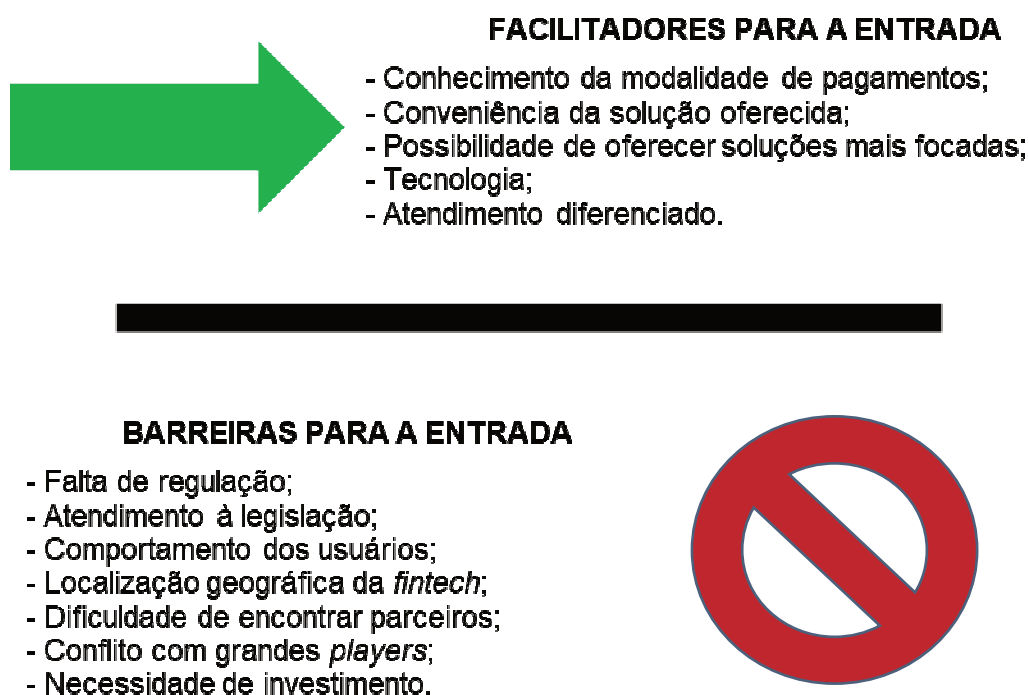 FACILITADORES PARA A ENTRADA
- Conhecimento da modalidade de pagamentos;
- Conveniência da solução oferecida;
- Possibilidade de oferecer soluções mais focadas;
- Tecnologia;
- Atendimento diferenciado.
BARREIRAS PARA A ENTRADA
- Falta de regulação;
- Atendimento à legislação;
- Comportamento dos usuários;
- Localização geográfica da fintech;
- Dificuldade de encontrar parceiros;
- Conflito com grandes players;
- Necessidade de investimento.